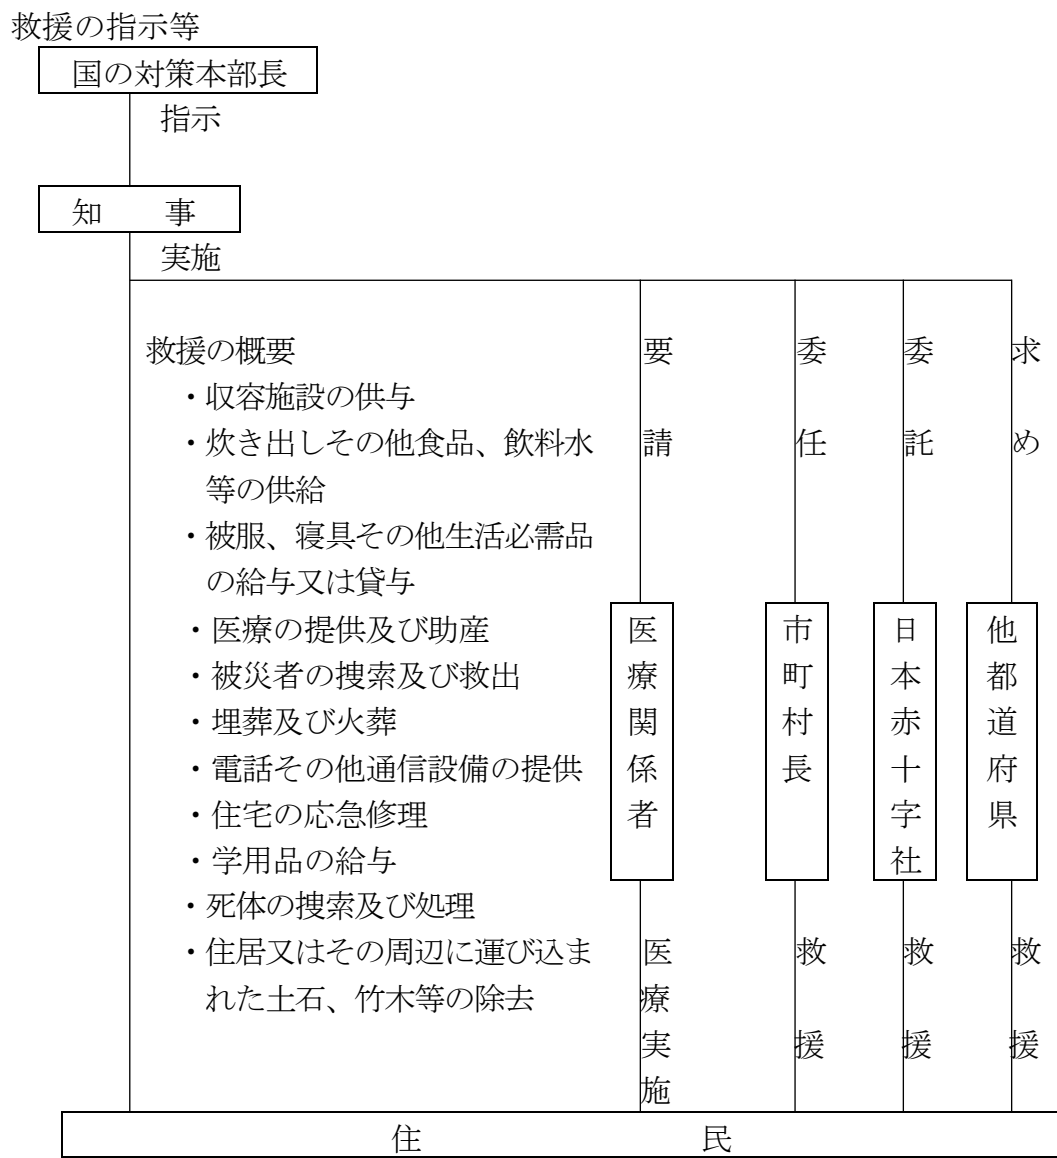 救援の指示等
国の対策本部長
指示
知　事
実施
救援の概要
・収容施設の供与
・炊き出しその他食品、飲料水
等の供給
・被服、寝具その他生活必需品
の給与又は貸与
・医療の提供及び助産
・被災者の捜索及び救出
・埋葬及び火葬
・電話その他通信設備の提供
・住宅の応急修理
・学用品の給与
・死体の捜索及び処理
・住居又はその周辺に運び込ま
れた土石、竹木等の除去
要請
医療関係者
医療実施
委任
市町村長
救援
委託
日本赤十字社
救援
求め
他都道府県
救援
住　民